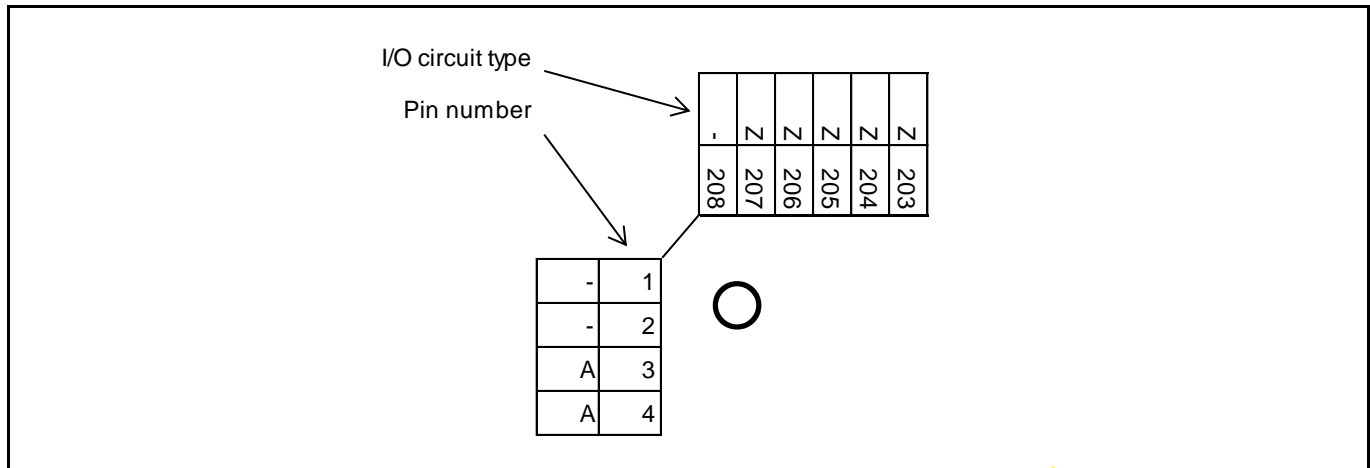 I/O circuit type
Pin number
- Z Z Z Z Z
208 207 206 205 204 203
- 1
- 2
A 3
A 4